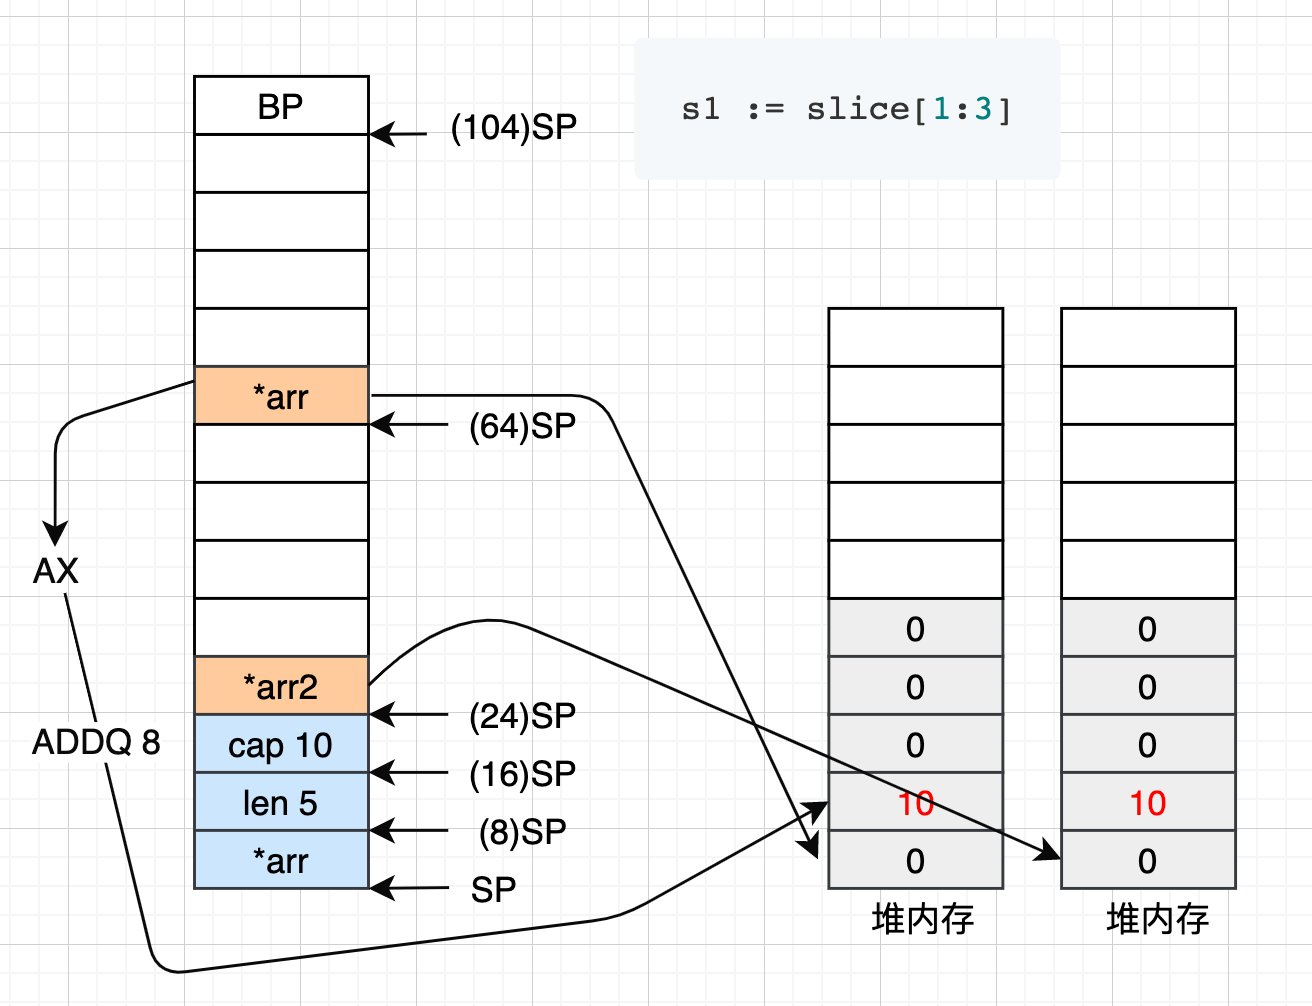 s1 := slice[1:3]
BP
(104)SP
*arr
(64)SP
AX
*arr2
(24)SP
ADDQ 8
cap 10
(16)SP
len 5
(8)SP
*arr
SP
0
0
0
10
0
堆内存
0
0
0
10
0
堆内存